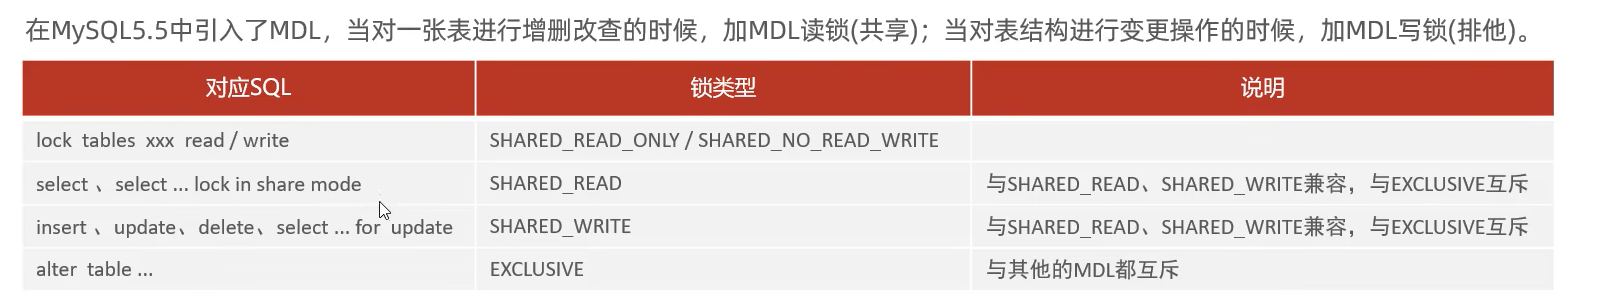 在MySQL5.5中引入了MDL，当对一张表进行增删改查的时候，加MDL读锁(共享)；当对表结构进行变更操作的时候，加MDL写锁(排他)。
对应SQL 锁类型 说明
lock tables xxx read / write SHARED_READ_ONLY / SHARED_NO_READ_WRITE
select 、select ... lock in share mode SHARED_READ 与SHARED_READ、SHARED_WRITE兼容，与EXCLUSIVE互斥
insert 、update、delete、select ... for update SHARED_WRITE 与SHARED_READ、SHARED_WRITE兼容，与EXCLUSIVE互斥
alter table ... EXCLUSIVE 与其他的MDL都互斥